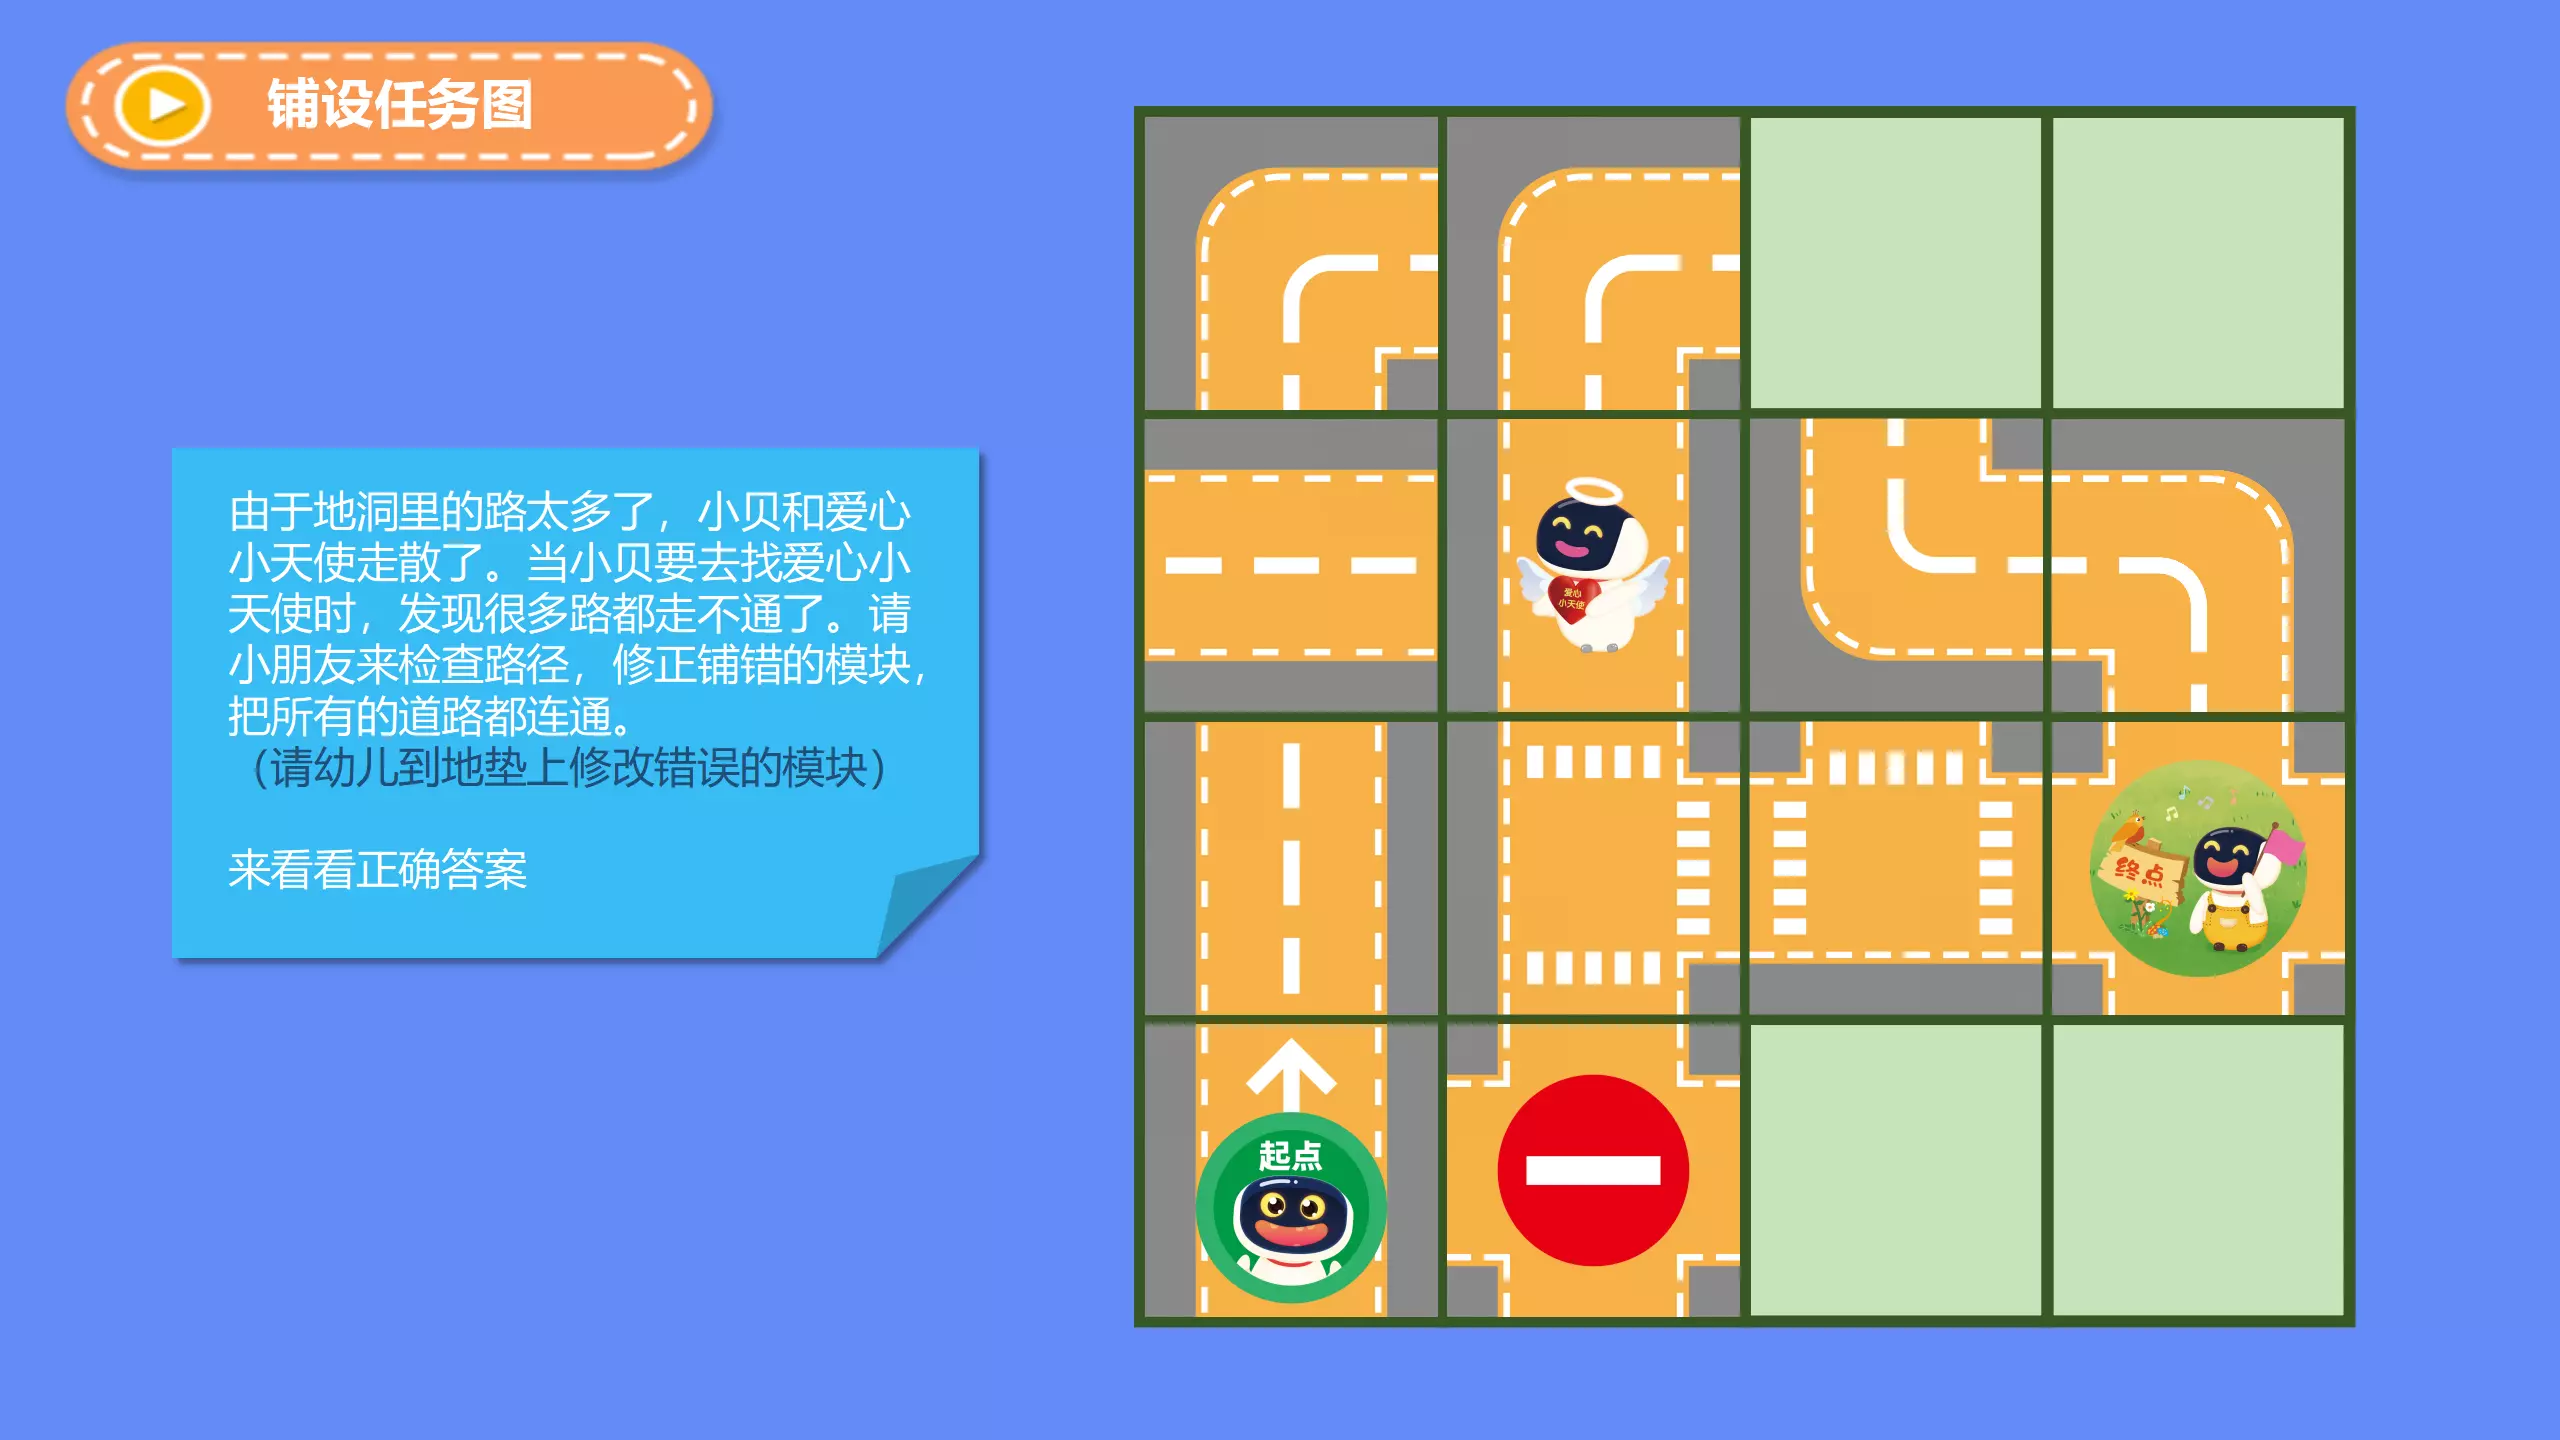 铺设任务图
由于地洞里的路太多了，小贝和爱心
小天使走散了。当小贝要去找爱心小
天使时，发现很多路都走不通了。请
小朋友来检查路径，修正铺错的模块，
把所有的道路都连通。
（请幼儿到地垫上修改错误的模块）
来看看正确答案
爱心
小天使
终点
起点